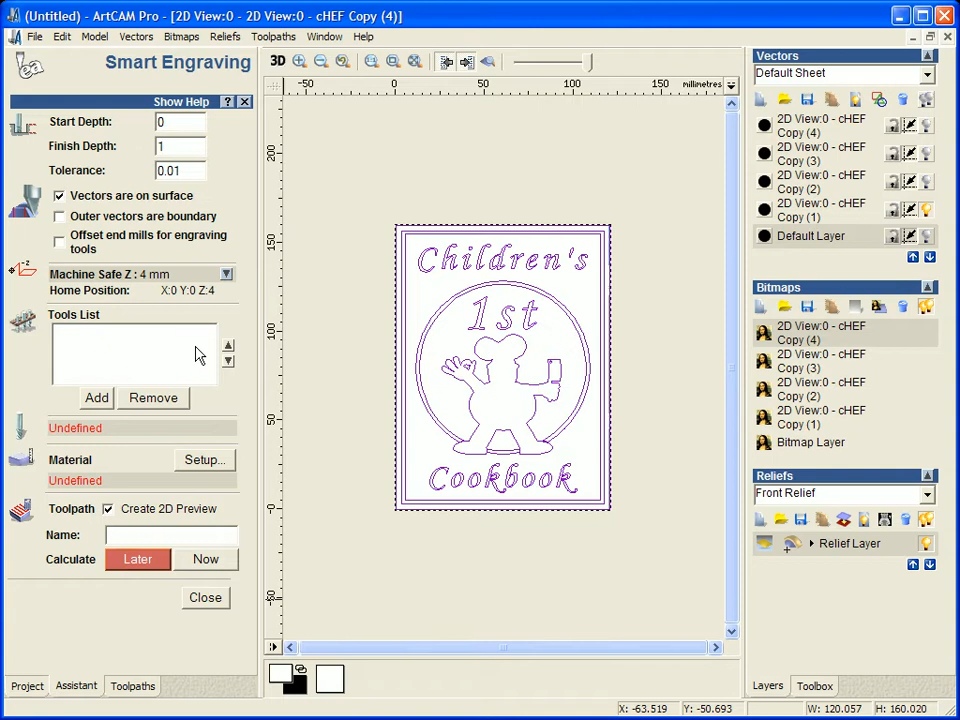 (Untitled) - ArtCAM Pro - [2D View:0 - 2D View:0 - cHEF Copy (4)]
File Edit Model Vectors Bitmaps Reliefs Toolpaths Window Help
Smart Engraving
Show Help ?
Start Depth: 0
Finish Depth: 1
Tolerance: 0.01
Vectors are on surface
Outer vectors are boundary
Offset end mills for engraving
tools
Machine Safe Z : 4 mm
Home Position: X:0 Y:0 Z:4
Tools List
Add Remove
Undefined
Material Setup...
Undefined
Toolpath Create 2D Preview
Name:
Calculate Later Now
Close
Project Assistant Toolpaths
3D
-50 0 50 100 150 millimetres
200
150
100
50
0
-50
Children's
1st
Cookbook
Vectors
Default Sheet
2D View:0 - cHEF
Copy (4)
2D View:0 - cHEF
Copy (3)
2D View:0 - cHEF
Copy (2)
2D View:0 - cHEF
Copy (1)
Default Layer
Bitmaps
2D View:0 - cHEF
Copy (4)
2D View:0 - cHEF
Copy (3)
2D View:0 - cHEF
Copy (2)
2D View:0 - cHEF
Copy (1)
Bitmap Layer
Reliefs
Front Relief
Relief Layer
Layers Toolbox
X: -63.519 Y: -50.693 W: 120.057 H: 160.020